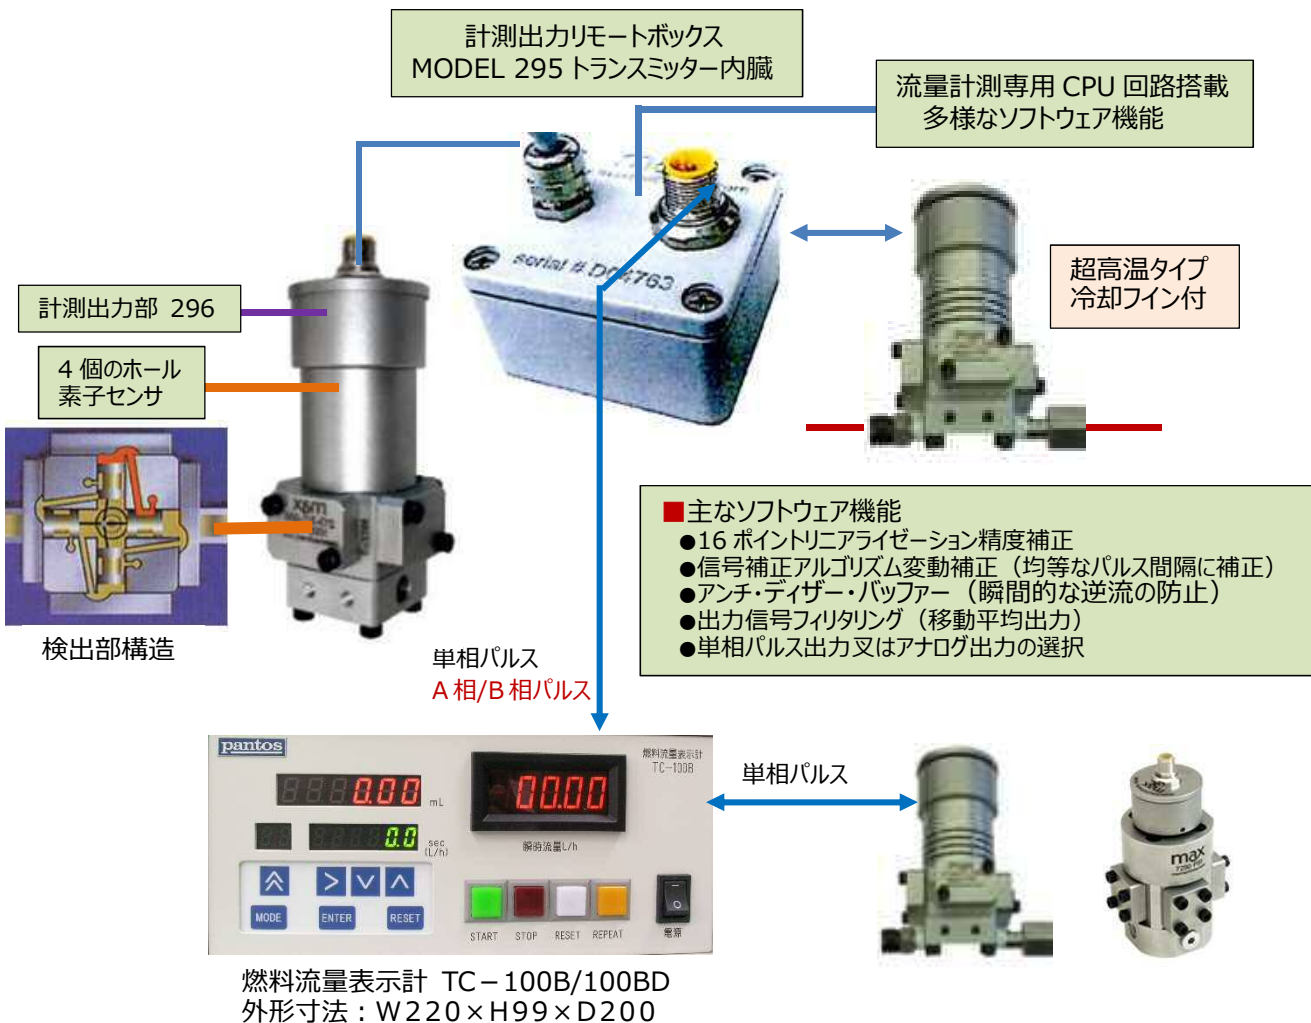 計測出力リモートボックス
MODEL 295 トランスミッター内臓
流量計測専用 CPU 回路搭載
多様なソフトウェア機能
serial # D04763
超高温タイプ
冷却フイン付
計測出力部 296
4 個のホール
素子センサ
検出部構造
■主なソフトウェア機能
●16 ポイントリニアライゼーション精度補正
●信号補正アルゴリズム変動補正（均等なパルス間隔に補正）
●アンチ・ディザー・バッファー（瞬間的な逆流の防止）
●出力信号フィリタリング（移動平均出力）
●単相パルス出力叉はアナログ出力の選択
単相パルス
A 相/B 相パルス
pantos
燃料流量表示計
TC-100B
0.00
mL
00.00
0.0
sec
(L/h)
瞬時流量L/h
MODE
ENTER
RESET
START
STOP
RESET
REPEAT
電源
単相パルス
max
燃料流量表示計 TC－100B/100BD
外形寸法：W220×H99×D200